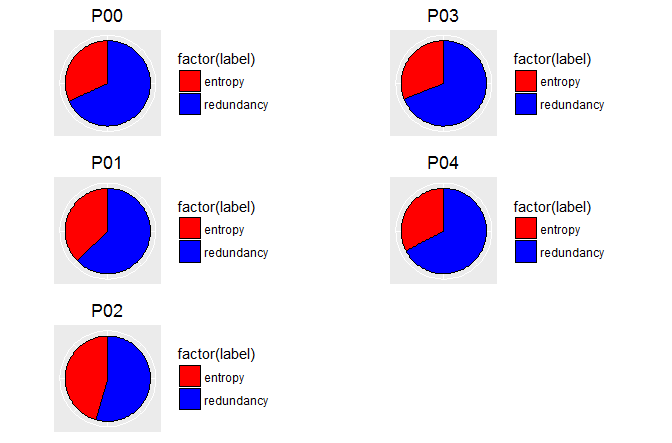 P00
factor(label)
entropy
redundancy
P01
factor(label)
entropy
redundancy
P02
factor(label)
entropy
redundancy
P03
factor(label)
entropy
redundancy
P04
factor(label)
entropy
redundancy